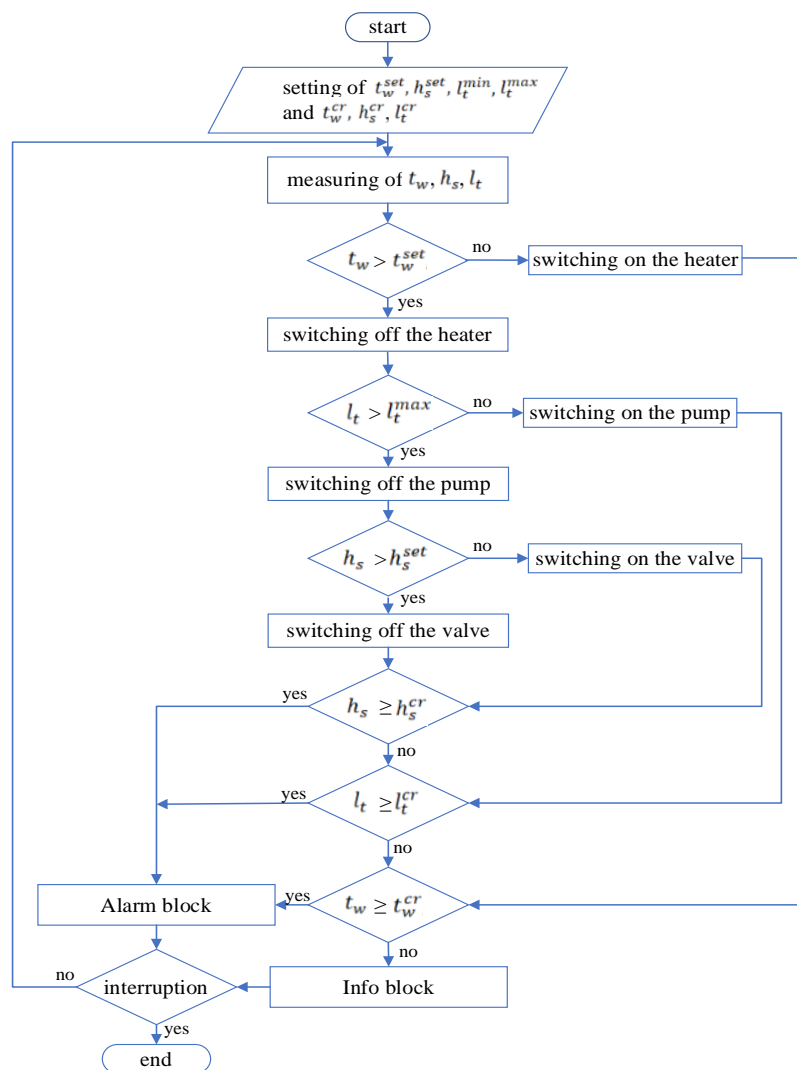 start
setting of $t_w^{set}, h_s^{set}, l_t^{min}, l_t^{max}$
and $t_w^{cr}, h_s^{cr}, l_t^{cr}$
measuring of $t_w, h_s, l_t$
$t_w > t_w^{set}$
no
switching on the heater
yes
switching off the heater
$l_t > l_t^{max}$
no
switching on the pump
yes
switching off the pump
$h_s > h_s^{set}$
no
switching on the valve
yes
switching off the valve
yes
$h_s \geq h_s^{cr}$
no
yes
$l_t \geq l_t^{cr}$
no
Alarm block
yes
$t_w \geq t_w^{cr}$
no
no
interruption
Info block
yes
end